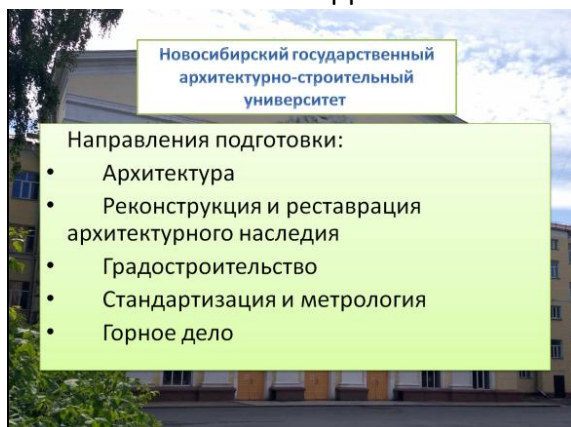 Новосибирский государственный
архитектурно-строительный
университет
Направления подготовки:
• Архитектура
• Реконструкция и реставрация
архитектурного наследия
• Градостроительство
• Стандартизация и метрология
• Горное дело